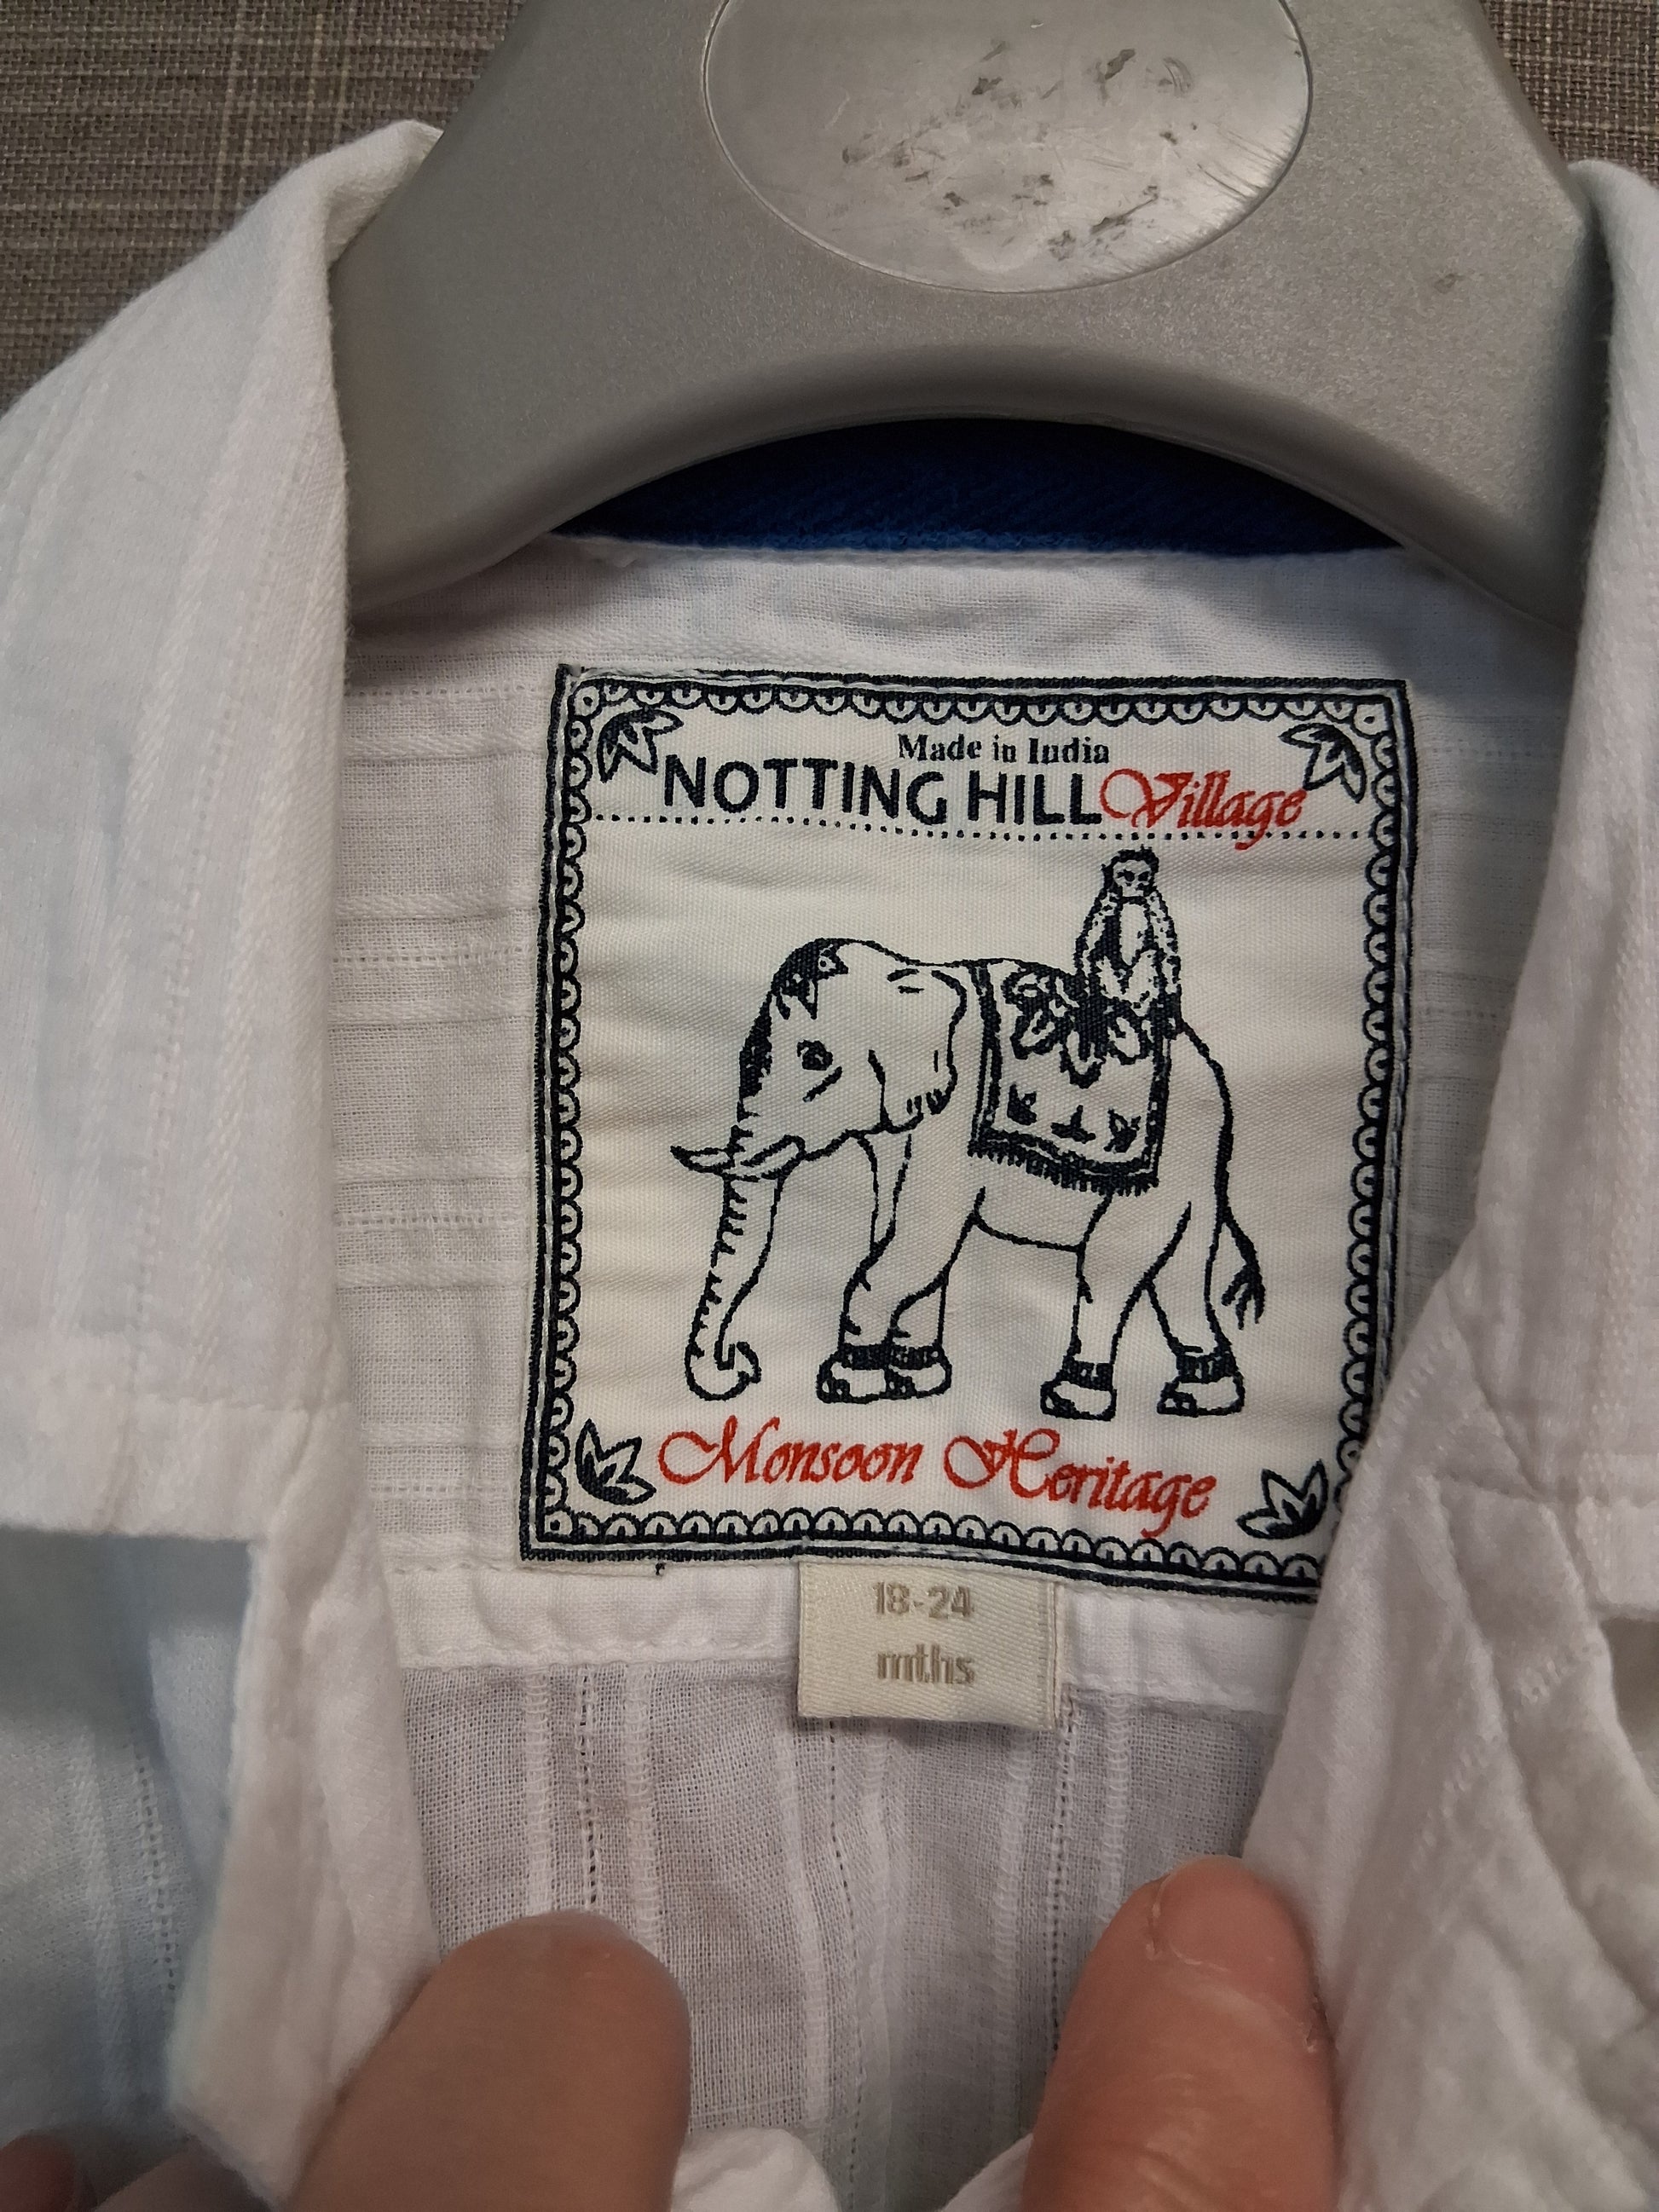 Made in India
NOTTING HILL Village
Monsoon Heritage
18-24
mths